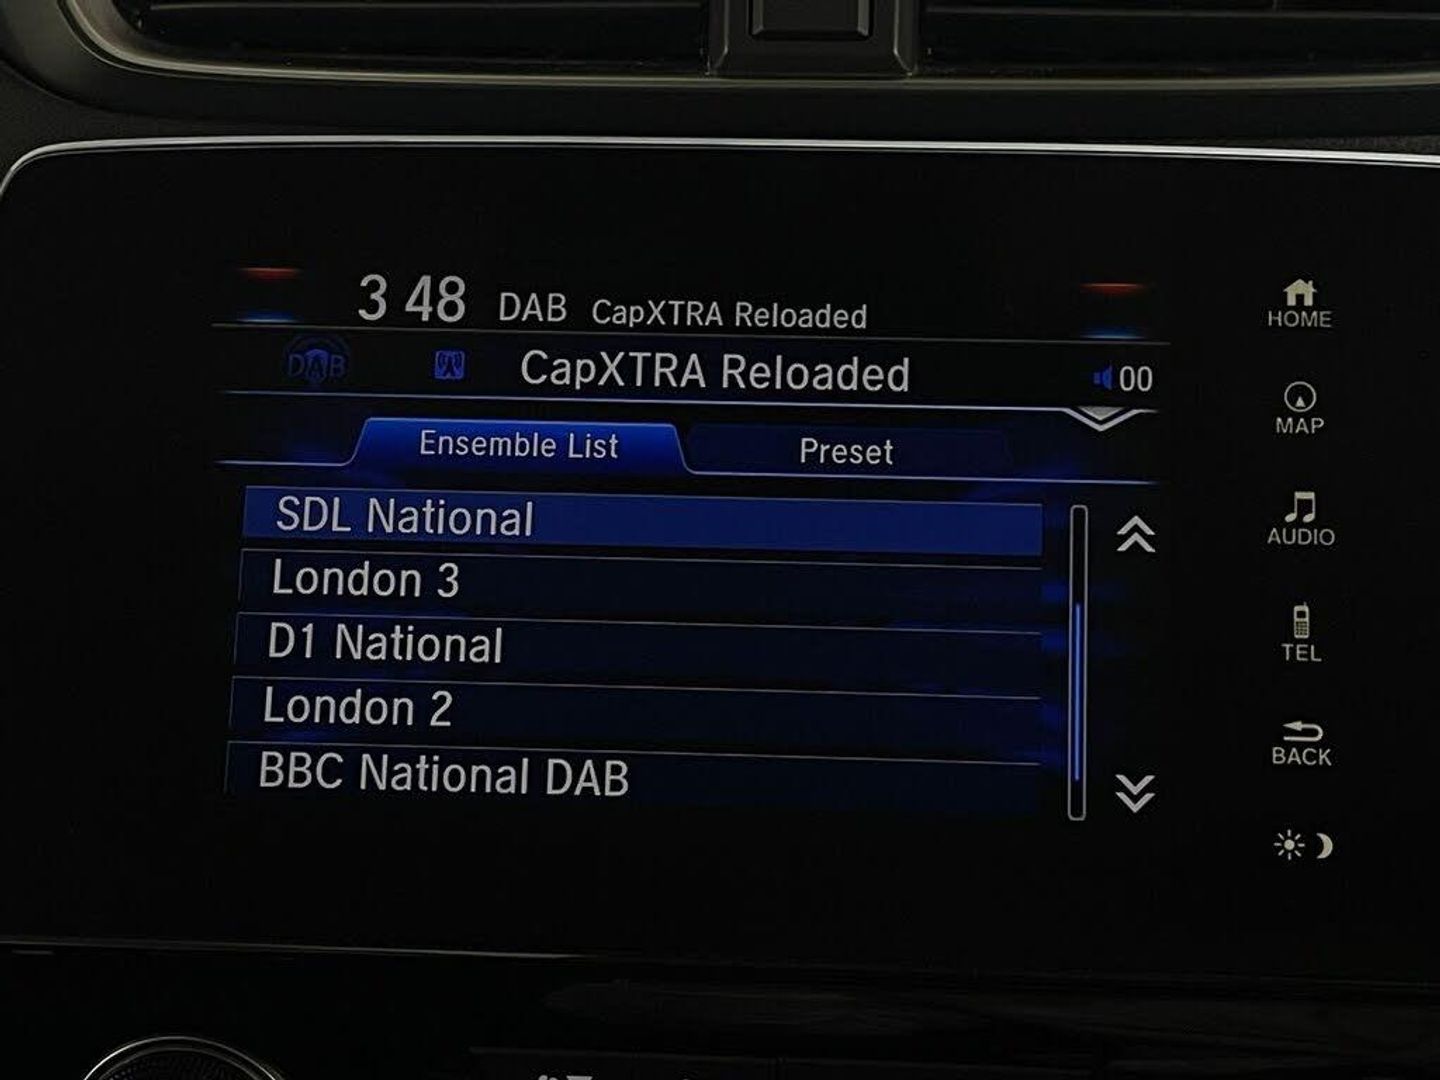 3 48 DAB CapXTRA Reloaded
DAB CapXTRA Reloaded 00
Ensemble List Preset
SDL National
London 3
D1 National
London 2
BBC National DAB
HOME
MAP
AUDIO
TEL
BACK